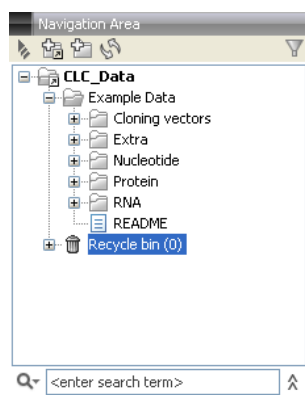 Navigation Area
CLC_Data
Example Data
Cloning vectors
Extra
Nucleotide
Protein
RNA
README
Recycle bin (0)
<enter search term>